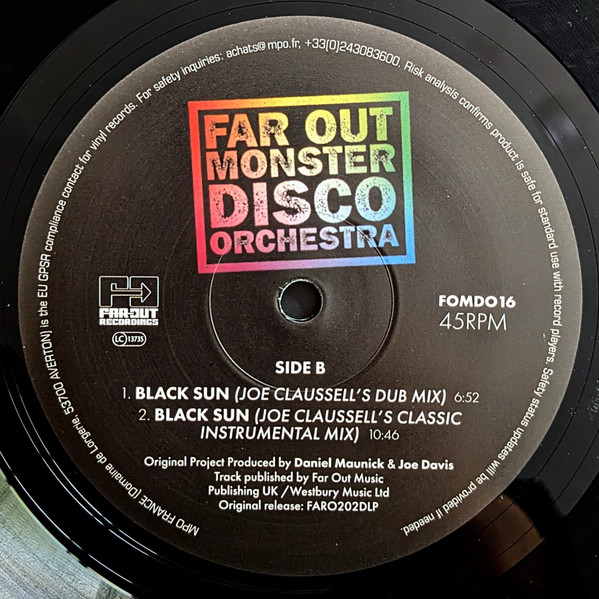 MPO FRANCE (Domaine de Lorgerie, 53700 AVERTON) is the EU GPSR compliance contact for vinyl records. For safety inquiries: achats@mpo.fr, +33(0)243083600. Risk analysis confirms product is safe for standard use with record players. Safety status updates will be provided if needed.
FAR OUT
MONSTER
DISCO
ORCHESTRA
FAR-OUT
RECORDINGS
LC 13735
FOMDO16
45RPM
SIDE B
1. BLACK SUN (JOE CLAUSSELL'S DUB MIX) 6:52
2. BLACK SUN (JOE CLAUSSELL'S CLASSIC
INSTRUMENTAL MIX) 10:46
Original Project Produced by Daniel Maunick & Joe Davis
Track published by Far Out Music
Publishing UK /Westbury Music Ltd
Original release: FARO202DLP